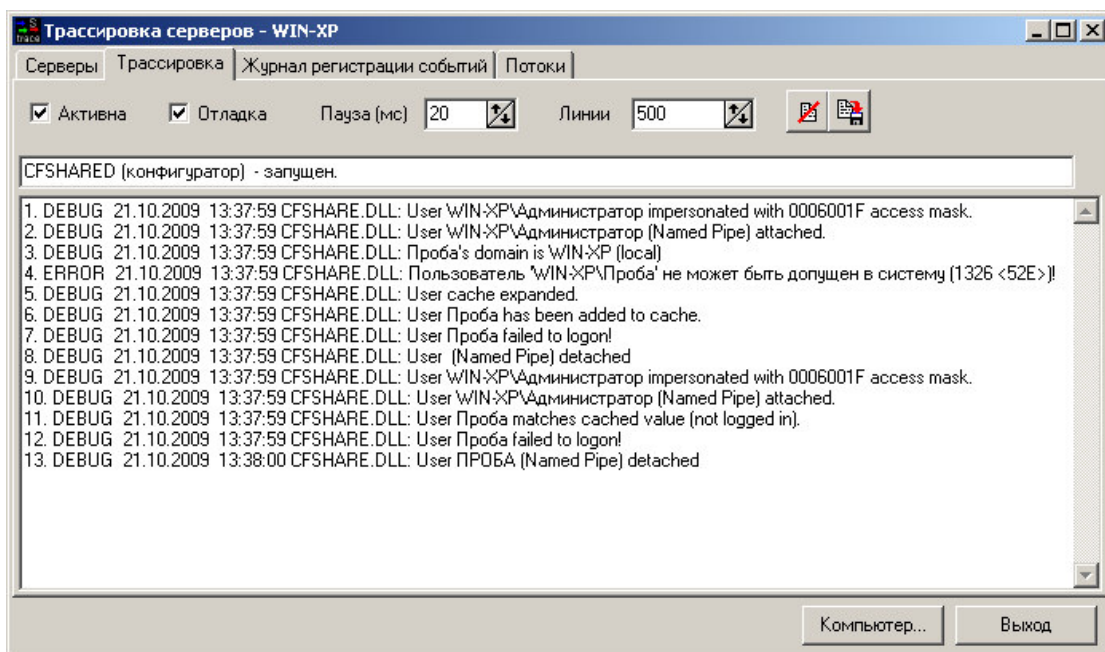 S
trace
Трассировка серверов - WIN-XP
Серверы Трассировка Журнал регистрации событий Потоки
Активна Отладка Пауза (мс) 20 Линии 500
CFSHARED (конфигуратор) - запущен.
1. DEBUG 21.10.2009 13:37:59 CFSHARE.DLL: User WIN-XP\Администратор impersonated with 0006001F access mask.
2. DEBUG 21.10.2009 13:37:59 CFSHARE.DLL: User WIN-XP\Администратор (Named Pipe) attached.
3. DEBUG 21.10.2009 13:37:59 CFSHARE.DLL: Проба's domain is WIN-XP (local)
4. ERROR 21.10.2009 13:37:59 CFSHARE.DLL: Пользователь 'WIN-XP\Проба' не может быть допущен в систему (1326 <52E>)!
5. DEBUG 21.10.2009 13:37:59 CFSHARE.DLL: User cache expanded.
6. DEBUG 21.10.2009 13:37:59 CFSHARE.DLL: User Проба has been added to cache.
7. DEBUG 21.10.2009 13:37:59 CFSHARE.DLL: User Проба failed to logon!
8. DEBUG 21.10.2009 13:37:59 CFSHARE.DLL: User (Named Pipe) detached
9. DEBUG 21.10.2009 13:37:59 CFSHARE.DLL: User WIN-XP\Администратор impersonated with 0006001F access mask.
10. DEBUG 21.10.2009 13:37:59 CFSHARE.DLL: User WIN-XP\Администратор (Named Pipe) attached.
11. DEBUG 21.10.2009 13:37:59 CFSHARE.DLL: User Проба matches cached value (not logged in).
12. DEBUG 21.10.2009 13:37:59 CFSHARE.DLL: User Проба failed to logon!
13. DEBUG 21.10.2009 13:38:00 CFSHARE.DLL: User ПРОБА (Named Pipe) detached
Компьютер... Выход